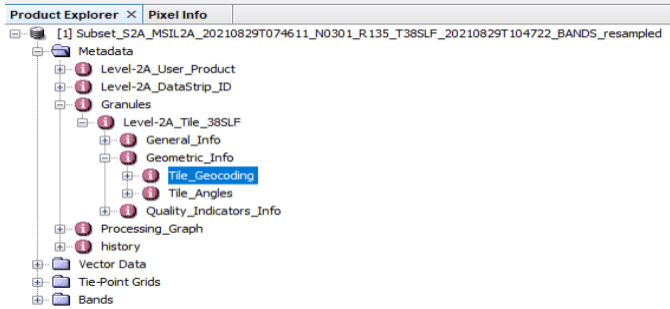 Product Explorer × Pixel Info
[1] Subset_S2A_MSIL2A_20210829T074611_N0301_R135_T38SLF_20210829T104722_BANDS_resampled
Metadata
Level-2A_User_Product
Level-2A_DataStrip_ID
Granules
Level-2A_Tile_38SLF
General_Info
Geometric_Info
Tile_Geocoding
Tile_Angles
Quality_Indicators_Info
Processing_Graph
history
Vector Data
Tie-Point Grids
Bands